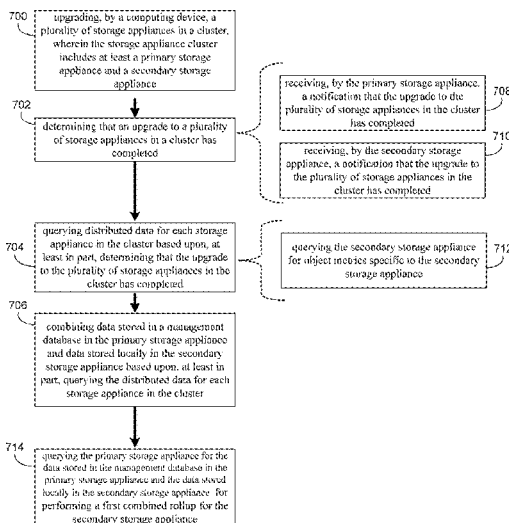 700
upgrading, by a computing device, a
plurality of storage appliances in a cluster,
wherein the storage appliance cluster
includes at least a primary storage
appliance and a secondary storage
appliance
702
determining that an upgrade to a plurality
of storage appliances in a cluster has
completed
receiving, by the primary storage appliance,
a notification that the upgrade to the
plurality of storage appliances in the cluster
has completed
708
710
receiving, by the secondary storage
appliance, a notification that the upgrade to
the plurality of storage appliances in the
cluster has completed
704
querying distributed data for each storage
appliance in the cluster based upon, at
least in part, determining that the upgrade
to the plurality of storage appliances in the
cluster has completed
querying the secondary storage appliance
for object metrics specific to the secondary
storage appliance
712
706
combining data stored in a management
database in the primary storage appliance
and data stored locally in the secondary
storage appliance based upon, at least in
part, querying the distributed data for each
storage appliance in the cluster
714
querying the primary storage appliance for the
data stored in the management database in the
primary storage appliance and the data stored
locally in the secondary storage appliance for
performing a first combined rollup for the
secondary storage appliance